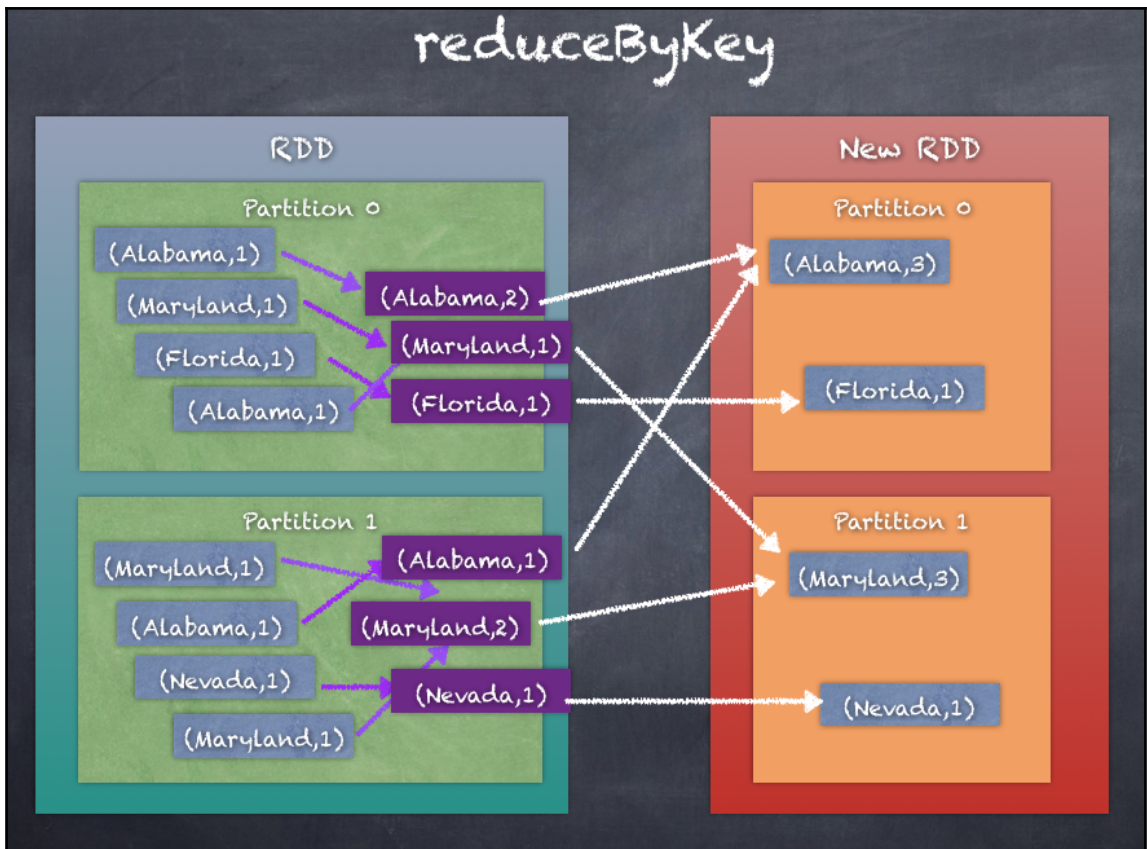 reduceByKey
RDD
Partition 0
(Alabama,1)
(Maryland,1)
(Florida,1)
(Alabama,1)
(Alabama,2)
(Maryland,1)
(Florida,1)
Partition 1
(Maryland,1)
(Alabama,1)
(Nevada,1)
(Maryland,1)
(Alabama,1)
(Maryland,2)
(Nevada,1)
New RDD
Partition 0
(Alabama,3)
(Florida,1)
Partition 1
(Maryland,3)
(Nevada,1)